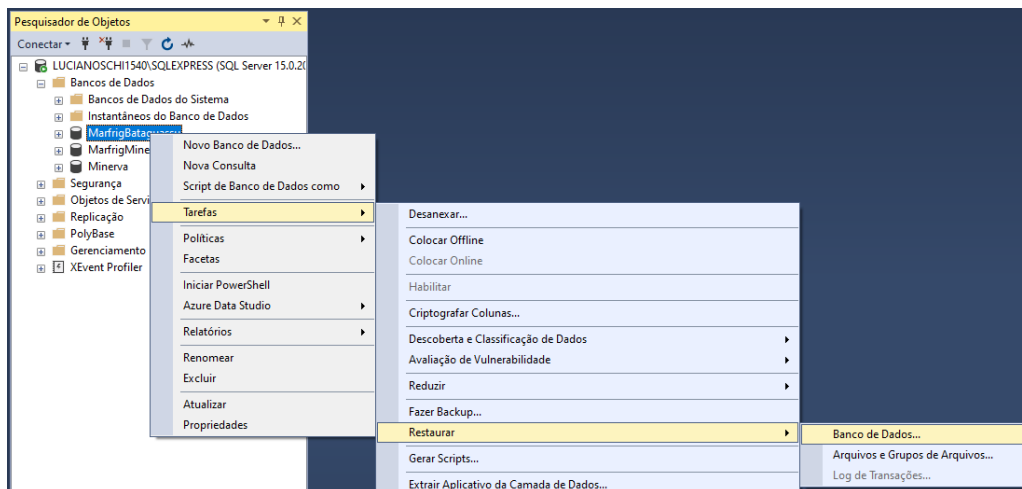 Pesquisador de Objetos
Conectar
LUCIANOSCHI1540\SQLEXPRESS (SQL Server 15.0.20
Bancos de Dados
Bancos de Dados do Sistema
Instantâneos do Banco de Dados
MarfrigBataguassu
MarfrigMine
Minerva
Segurança
Objetos de Servi
Replicação
PolyBase
Gerenciamento
XEvent Profiler
Novo Banco de Dados...
Nova Consulta
Script de Banco de Dados como
Tarefas
Políticas
Facetas
Iniciar PowerShell
Azure Data Studio
Relatórios
Renomear
Excluir
Atualizar
Propriedades
Desanexar...
Colocar Offline
Colocar Online
Habilitar
Criptografar Colunas...
Descoberta e Classificação de Dados
Avaliação de Vulnerabilidade
Reduzir
Fazer Backup...
Restaurar
Gerar Scripts...
Extrair Aplicativo da Camada de Dados...
Banco de Dados...
Arquivos e Grupos de Arquivos...
Log de Transações...